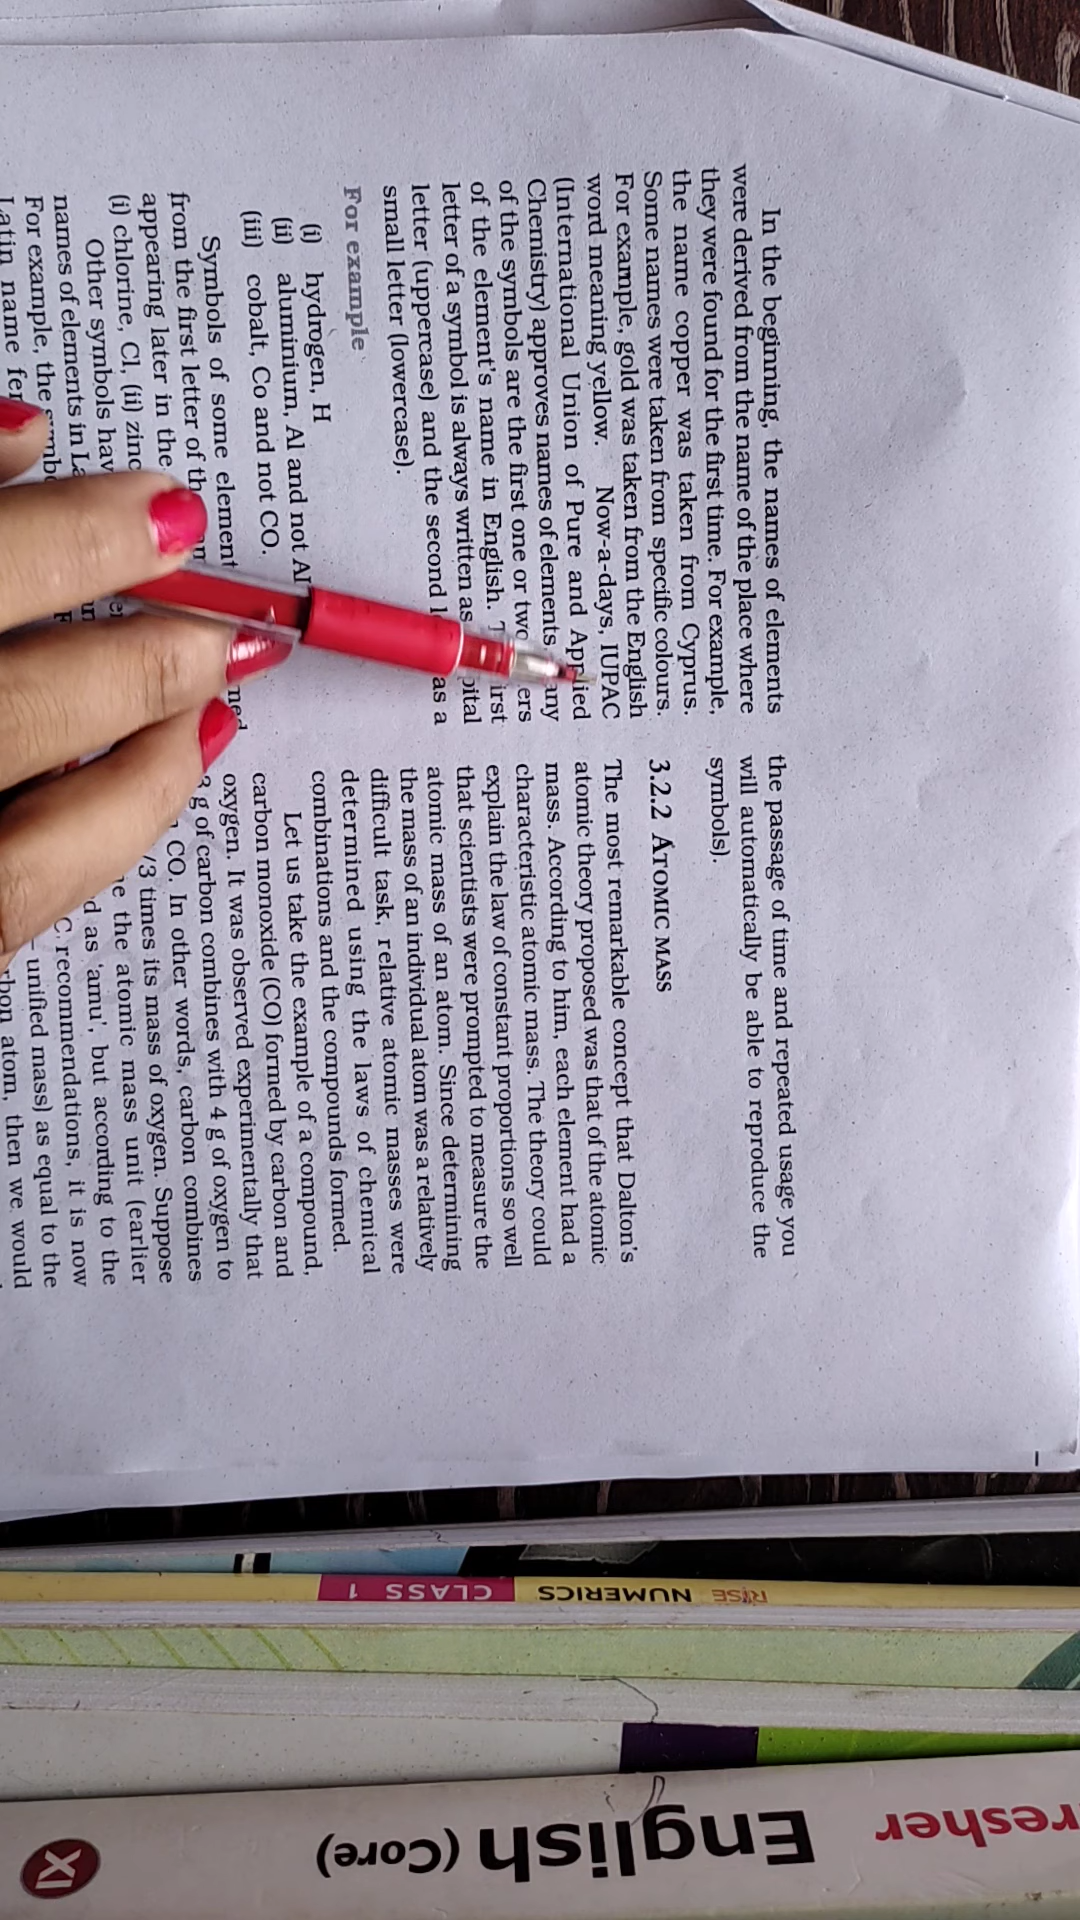 In the beginning, the names of elements
were derived from the name of the place where
they were found for the first time. For example,
the name copper was taken from Cyprus.
Some names were taken from specific colours.
For example, gold was taken from the English
word meaning yellow. Now-a-days, IUPAC
(International Union of Pure and Applied
Chemistry) approves names of elements. any
of the symbols are the first one or two ers
of the element's name in English. irst
letter of a symbol is always written as pital
letter (uppercase) and the second as a
small letter (lowercase).
For example
(i) hydrogen, H
(ii) aluminium, Al and not AL
(iii) cobalt, Co and not CO.
Symbols of some element med
from the first letter of th
appearing later in the
(i) chlorine, Cl, (ii) zinc
Other symbols hav
names of elements in La
For example, the symbo
Latin name fer
the passage of time and repeated usage you
will automatically be able to reproduce the
symbols).
3.2.2 ATOMIC MASS
The most remarkable concept that Dalton's
atomic theory proposed was that of the atomic
mass. According to him, each element had a
characteristic atomic mass. The theory could
explain the law of constant proportions so well
that scientists were prompted to measure the
atomic mass of an atom. Since determining
the mass of an individual atom was a relatively
difficult task, relative atomic masses were
determined using the laws of chemical
combinations and the compounds formed.
Let us take the example of a compound,
carbon monoxide (CO) formed by carbon and
oxygen. It was observed experimentally that
3 g of carbon combines with 4 g of oxygen to
CO. In other words, carbon combines
/3 times its mass of oxygen. Suppose
e the atomic mass unit (earlier
d as 'amu', but according to the
C recommendations, it is now
– unified mass) as equal to the
rbon atom, then we would
RISE NUMERICS CLASS 1
resher
English (Core)
XI